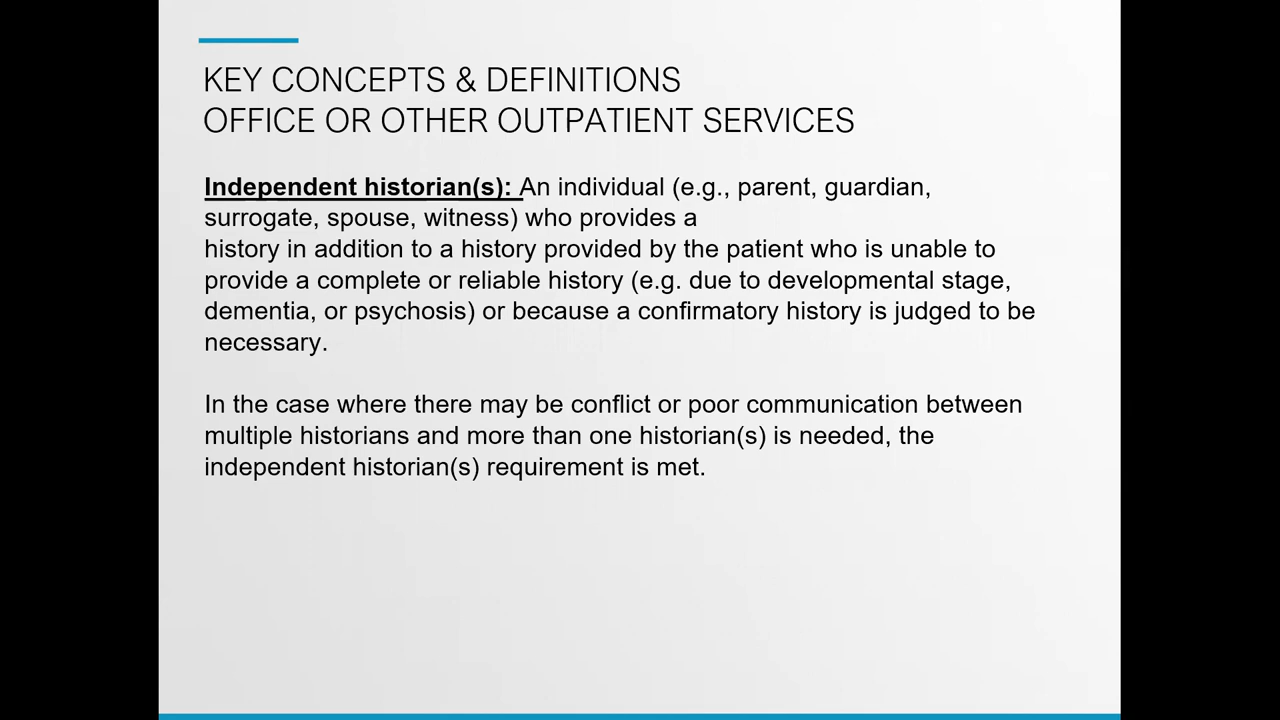 KEY CONCEPTS & DEFINITIONS
OFFICE OR OTHER OUTPATIENT SERVICES
Independent historian(s): An individual (e.g., parent, guardian,
surrogate, spouse, witness) who provides a
history in addition to a history provided by the patient who is unable to
provide a complete or reliable history (e.g. due to developmental stage,
dementia, or psychosis) or because a confirmatory history is judged to be
necessary.
In the case where there may be conflict or poor communication between
multiple historians and more than one historian(s) is needed, the
independent historian(s) requirement is met.